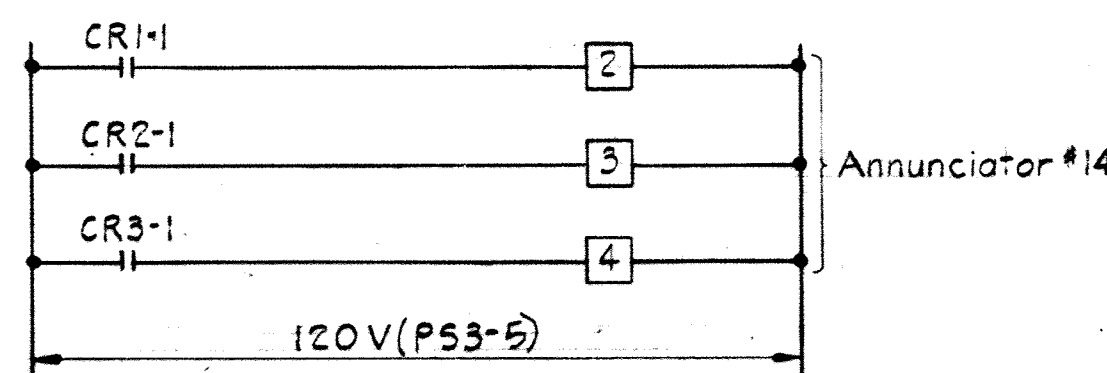 CR1-1
2
CR2-1
3
Annunciator #14
CR3-1
4
120V(PS3-5)